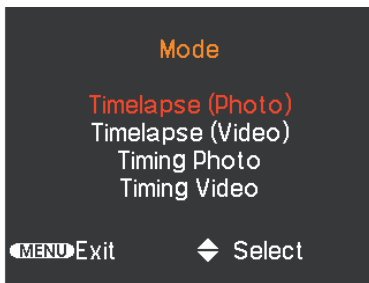 Mode
Timelapse (Photo)
Timelapse (Video)
Timing Photo
Timing Video
MENU Exit Select